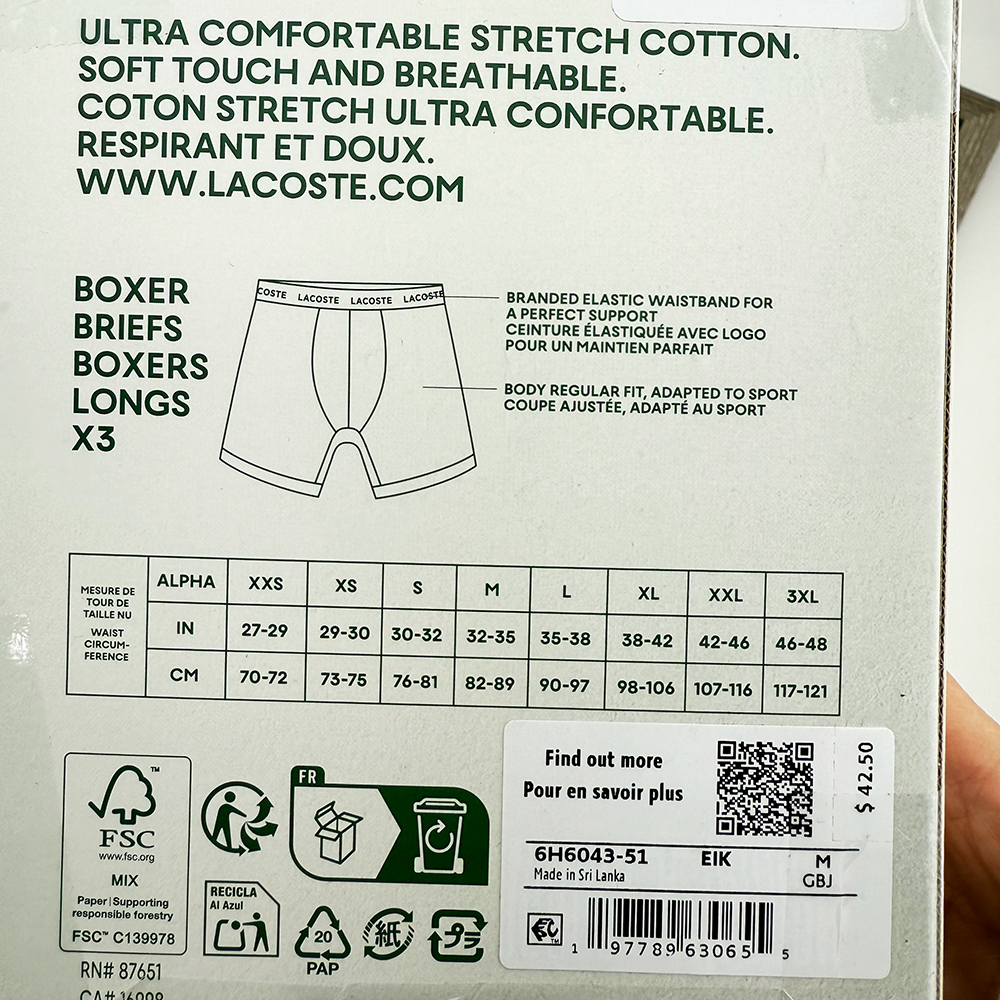 ULTRA COMFORTABLE STRETCH COTTON.
SOFT TOUCH AND BREATHABLE.
COTON STRETCH ULTRA CONFORTABLE.
RESPIRANT ET DOUX.
WWW.LACOSTE.COM
BOXER
BRIEFS
BOXERS
LONGS
X3
COSTE LACOSTE LACOSTE LACOSTE
BRANDED ELASTIC WAISTBAND FOR
A PERFECT SUPPORT
CEINTURE ÉLASTIQUÉE AVEC LOGO
POUR UN MAINTIEN PARFAIT
BODY REGULAR FIT, ADAPTED TO SPORT
COUPE AJUSTÉE, ADAPTÉ AU SPORT
MESURE DE
TOUR DE
TAILLE NU
WAIST
CIRCUM-
FERENCE
ALPHA XXS XS S M L XL XXL 3XL
IN 27-29 29-30 30-32 32-35 35-38 38-42 42-46 46-48
CM 70-72 73-75 76-81 82-89 90-97 98-106 107-116 117-121
FSC
www.fsc.org
MIX
Paper | Supporting
responsible forestry
FSC™ C139978
FR
RECICLA
Al Azul
20
PAP
紙
プラ
RN# 87651
CA# 16998
Find out more
Pour en savoir plus
$ 42.50
6H6043-51 EIK M
Made in Sri Lanka GBJ
1 97789 63065 5